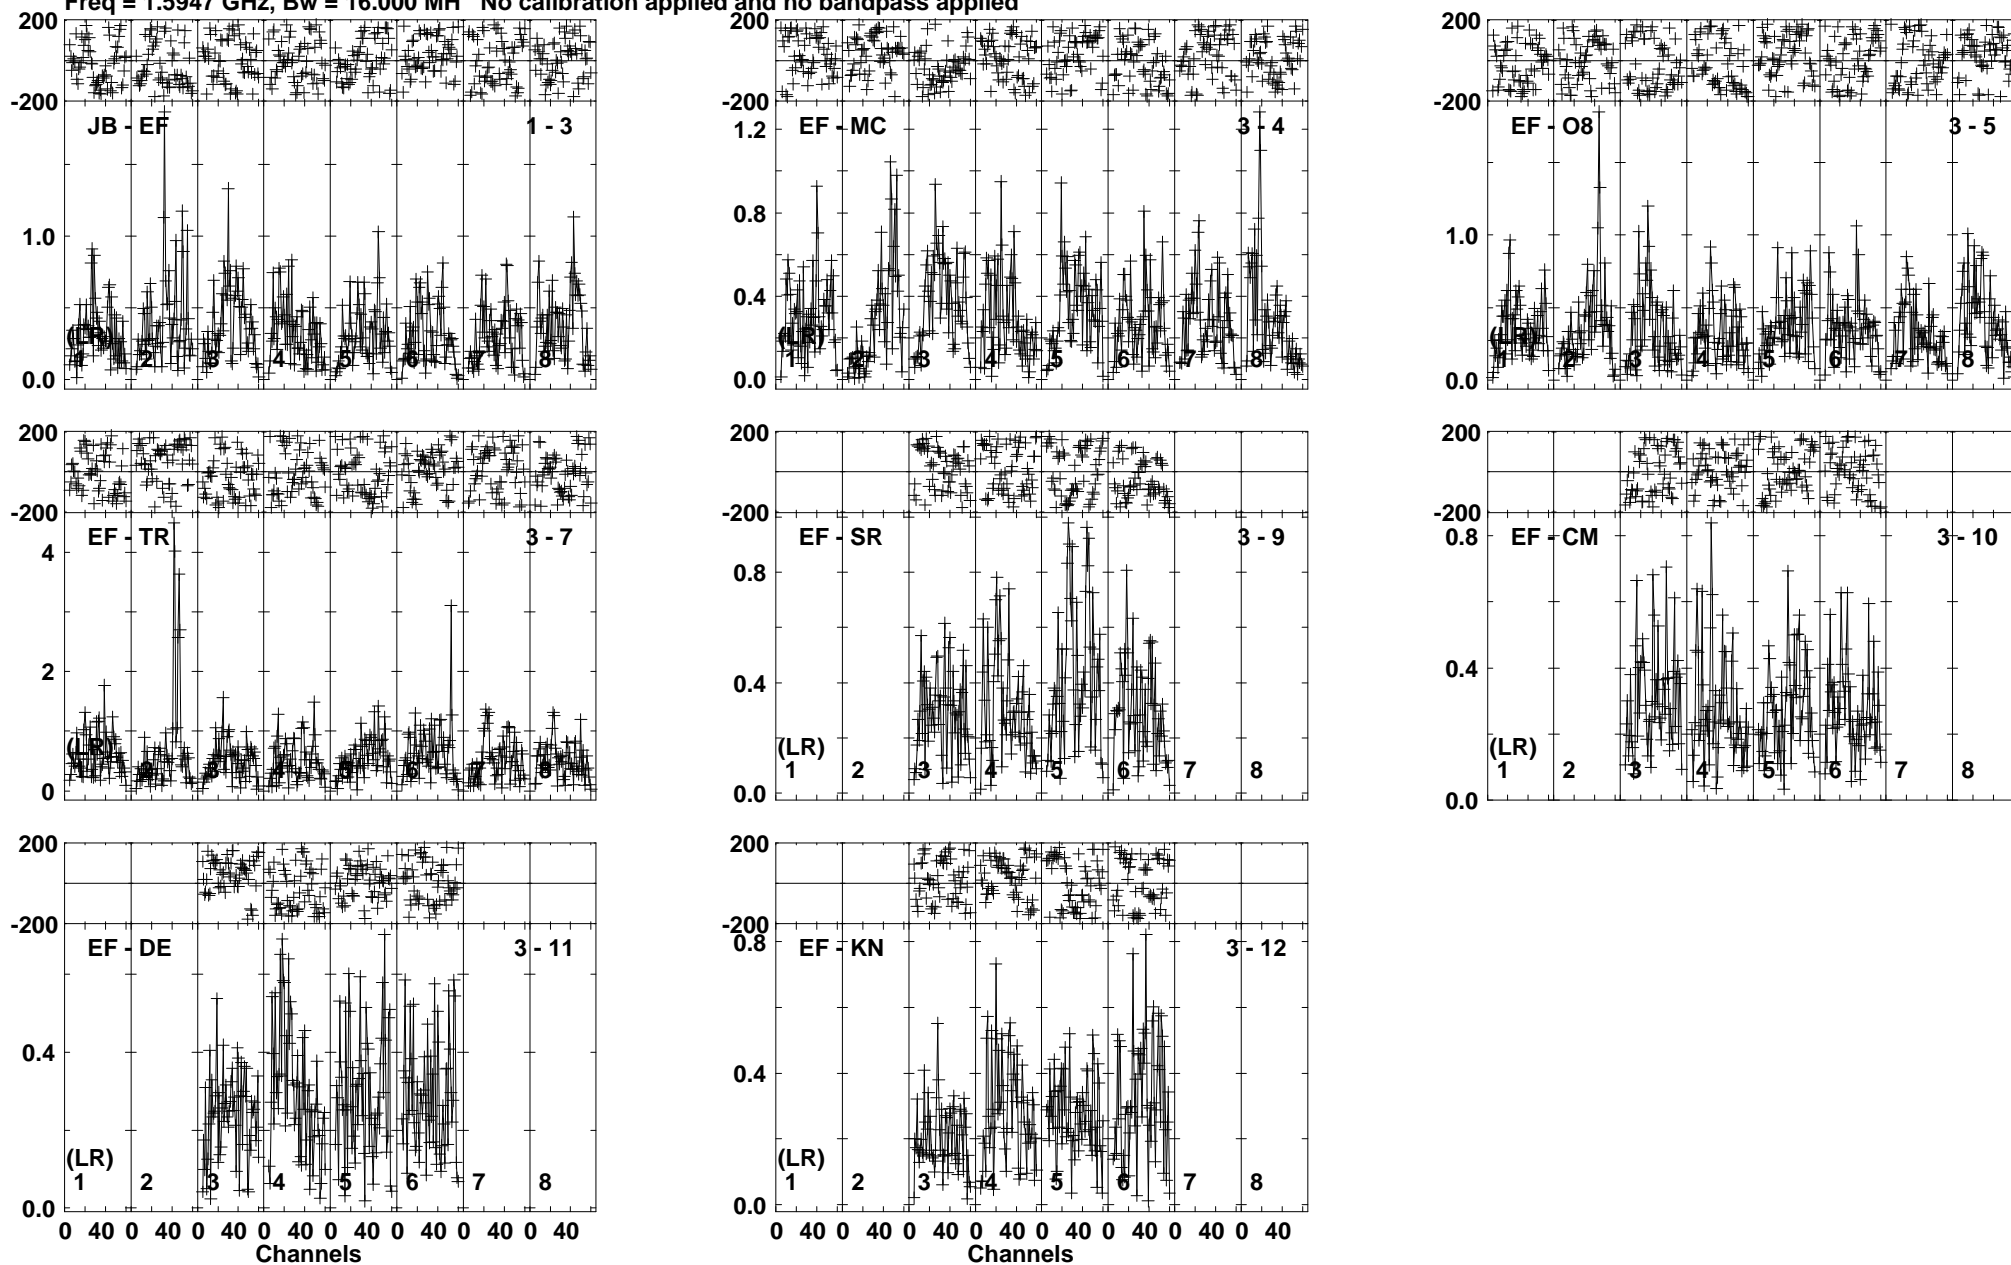 Freq = 1.5947 GHz, Bw = 16.000 MH No calibration applied and no bandpass applied
200 200 200
-200 -200 -200
JB - EF 1 - 3 EF - MC 3 - 4 EF - O8 3 - 5
1.2
1.0 0.8 1.0
0.4
(LR) (LR) (LR)
1 2 3 4 5 6 7 8 1 2 3 4 5 6 7 8 1 2 3 4 5 6 7 8
0.0 0.0 0.0
200 200 200
-200 -200 -200
EF - TR 3 - 7 EF - SR 3 - 9 EF - CM 3 - 10
4 0.8 0.8
2 0.4 0.4
(LR) (LR) (LR)
1 2 3 4 5 6 7 8 1 2 3 4 5 6 7 8 1 2 3 4 5 6 7 8
0 0.0 0.0
200 200
-200 -200
EF - DE 3 - 11 EF - KN 3 - 12
0.8
0.4 0.4
(LR) (LR)
1 2 3 4 5 6 7 8 1 2 3 4 5 6 7 8
0.0 0.0
0 40 0 40 0 40 0 40 0 40 0 40 0 40 0 40 0 40 0 40 0 40 0 40 0 40 0 40 0 40 0 40
Channels Channels